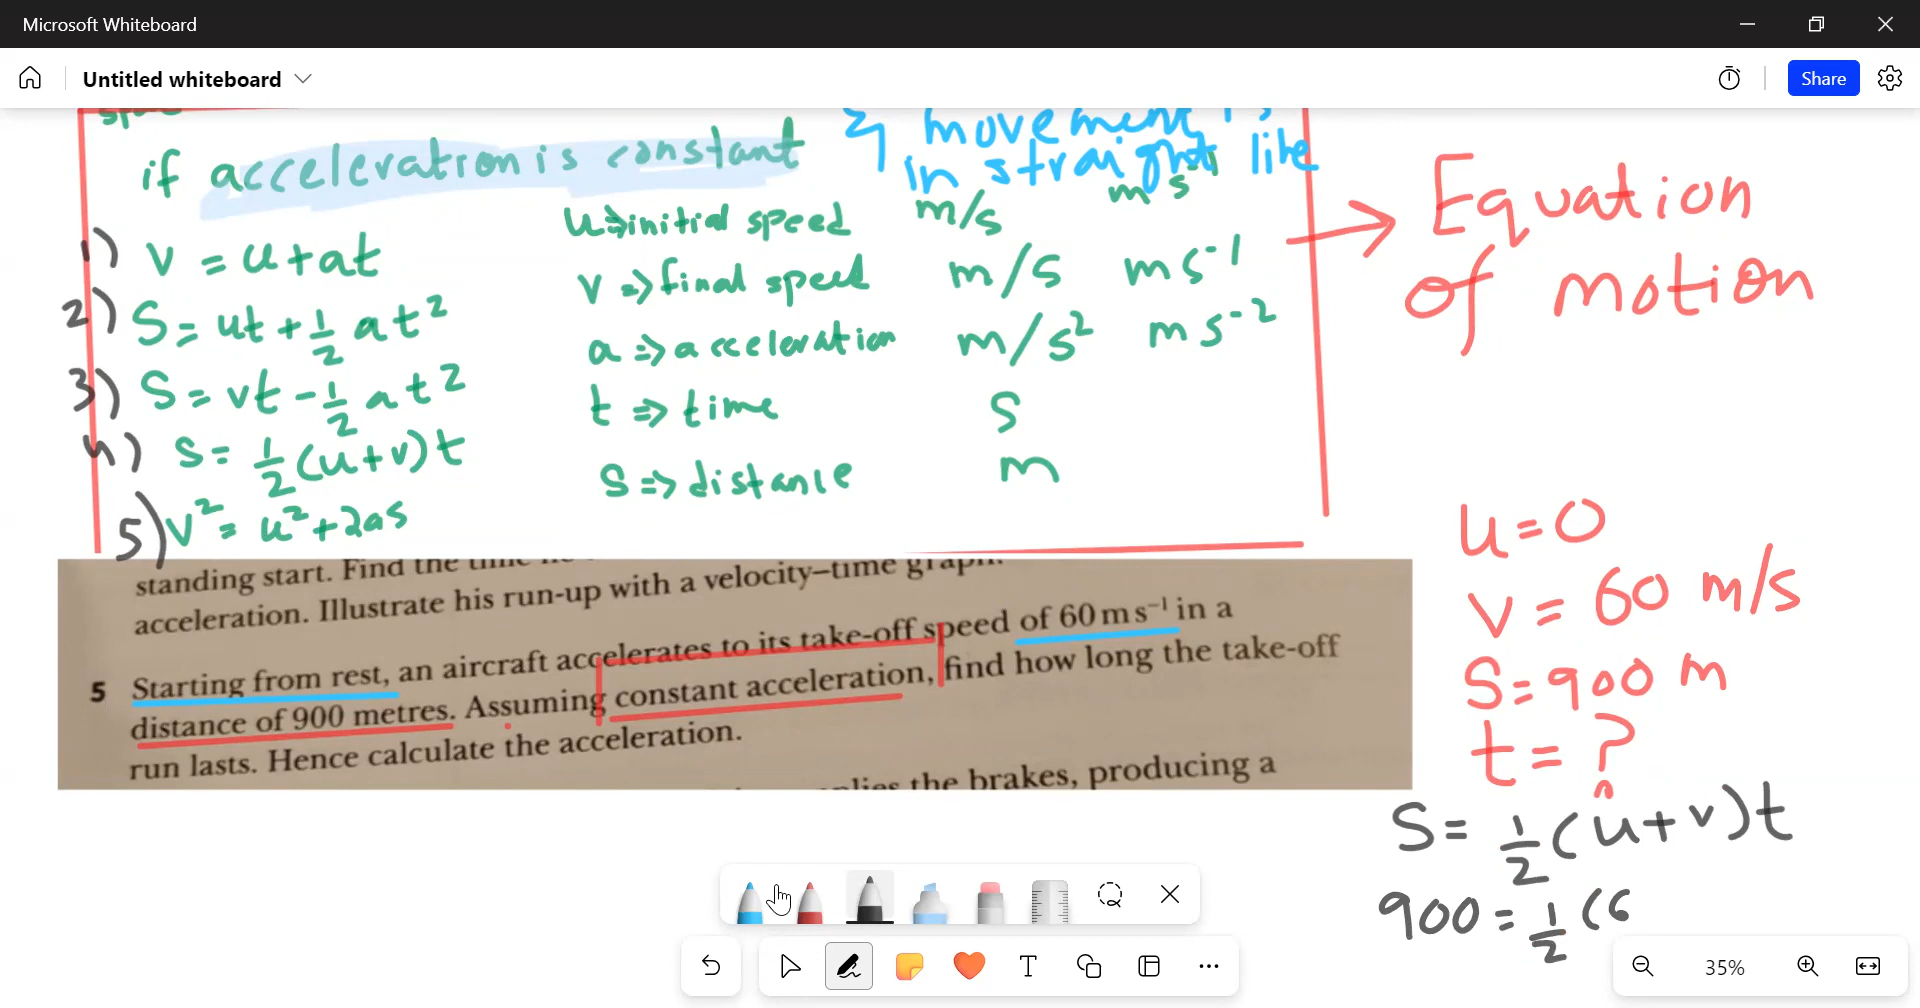 Microsoft Whiteboard
Untitled whiteboard
Share
if acceleration is constant
& movement is
in straight line
1) v = u + at
2) S = ut + 1/2 at²
3) S = vt - 1/2 at²
4) S = 1/2 (u+v)t
5) v² = u² + 2as
u => initial speed m/s ms⁻¹
v => final speed m/s ms⁻¹
a => acceleration m/s² ms⁻²
t => time s
s => distance m
Equation
of motion
standing start. Find the time
acceleration. Illustrate his run-up with a velocity–time graph.
5 Starting from rest, an aircraft accelerates to its take-off speed of 60 m s⁻¹ in a
distance of 900 metres. Assuming constant acceleration, find how long the take-off
run lasts. Hence calculate the acceleration.
the brakes, producing a
u = 0
v = 60 m/s
S = 900 m
t = ?
S = 1/2 (u+v)t
900 = 1/2 (6
35%